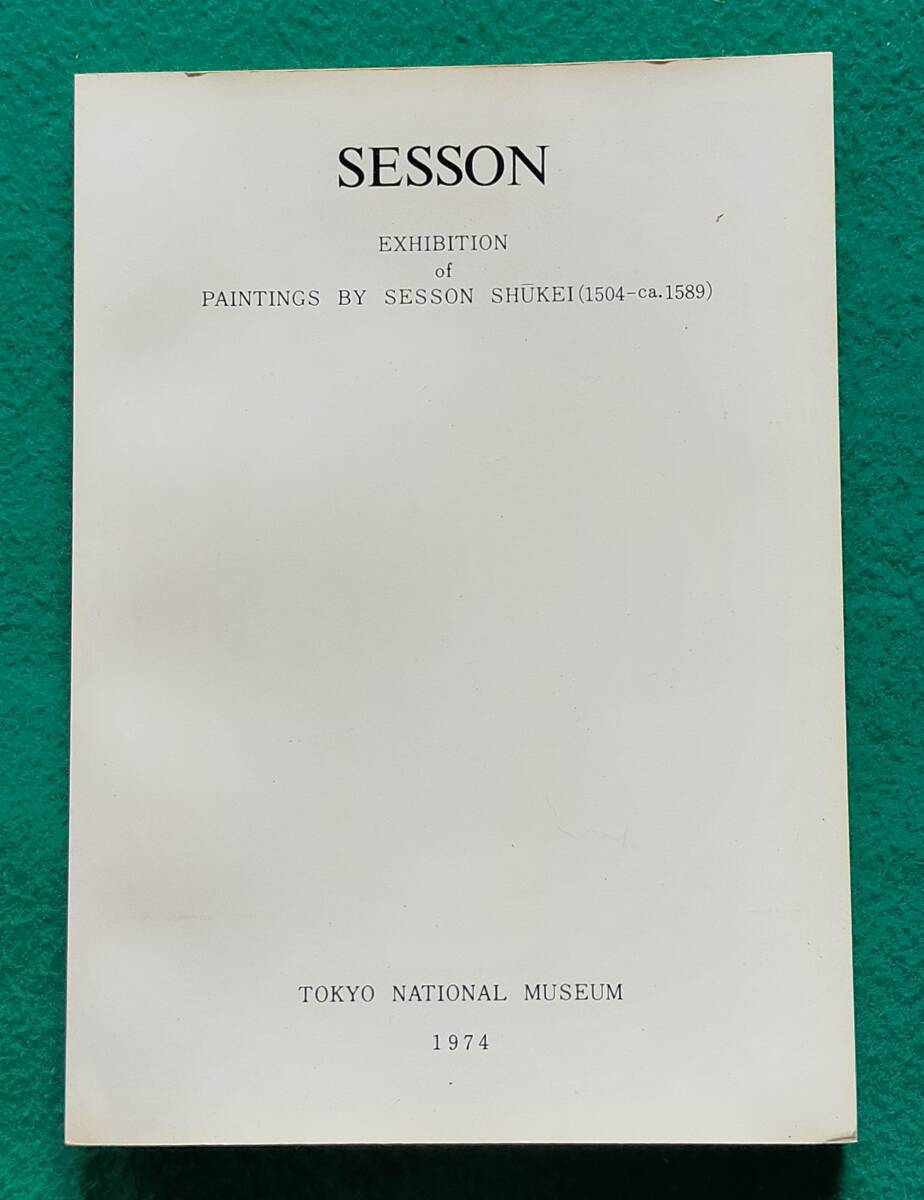 SESSON
EXHIBITION
of
PAINTINGS BY SESSON SHŪKEI(1504-ca.1589)
TOKYO NATIONAL MUSEUM
1974